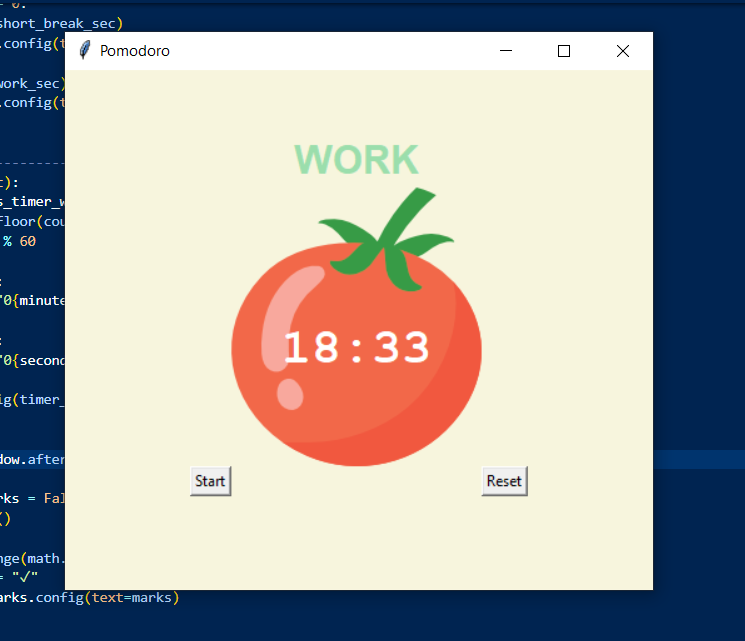 = 0:
short_break_sec)
.config(t
Pomodoro
work_sec)
.config(t
WORK
t):
s_timer_w
floor(cou
% 60
:
"0{minute
:
"0{second
18:33
ig(timer_
dow.after
Start
Reset
rks = Fal
()
nge(math.
= "√"
arks.config(text=marks)